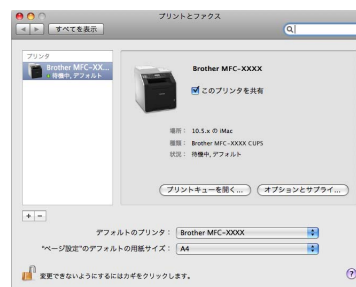 プリントとファクス
すべてを表示
プリンタ
Brother MFC-XX...
待機中, デフォルト
Brother MFC-XXXX
このプリンタを共有
場所： 10.5.x の iMac
種類： Brother MFC-XXXX CUPS
状況： 待機中, デフォルト
プリントキューを開く... オプションとサプライ...
+ -
デフォルトのプリンタ： Brother MFC-XXXX
"ページ設定"のデフォルトの用紙サイズ： A4
変更できないようにするにはカギをクリックします。
?